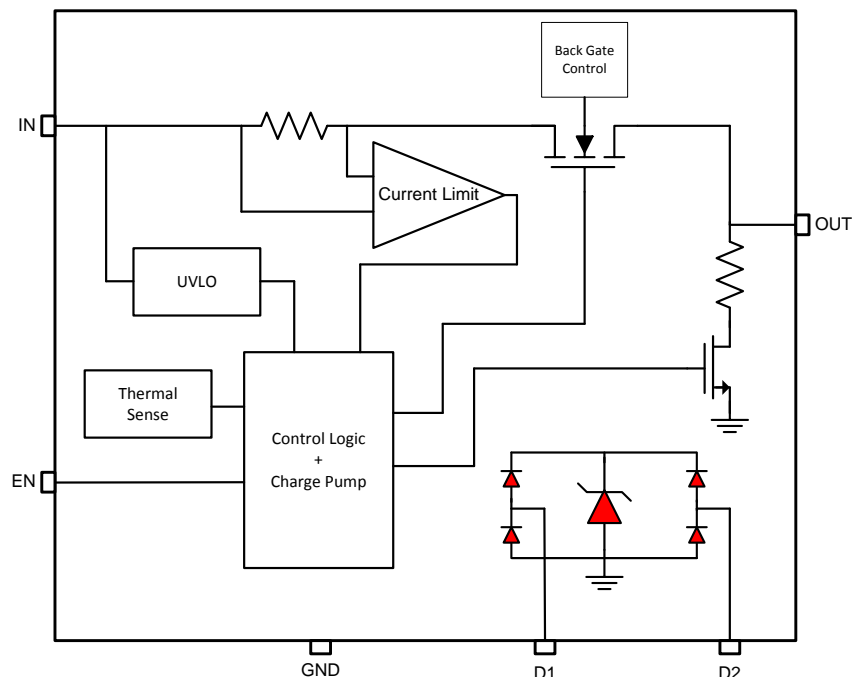 Back Gate
Control
IN
Current Limit
OUT
UVLO
Thermal
Sense
Control Logic
+
Charge Pump
EN
GND
D1
D2